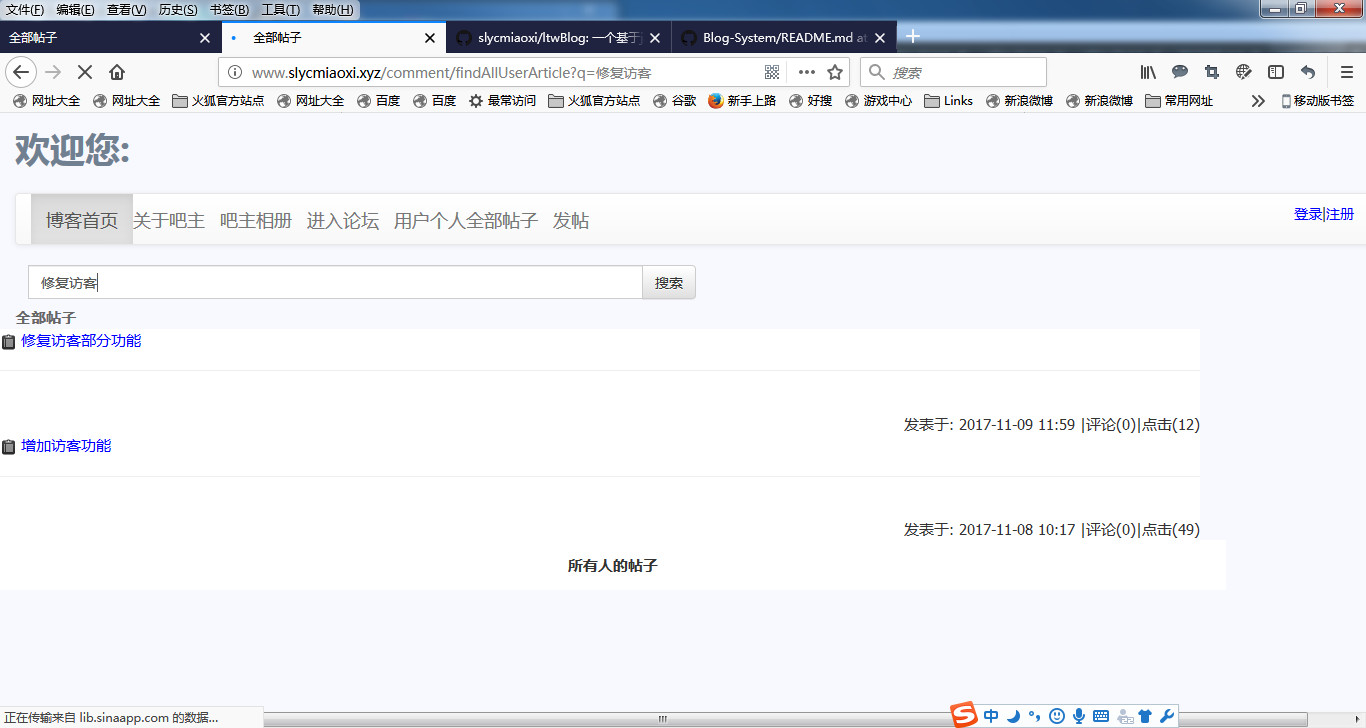 文件(F) 编辑(E) 查看(V) 历史(S) 书签(B) 工具(T) 帮助(H)
全部帖子 全部帖子 slycmiaoxi/ltwBlog: 一个基于 Blog-System/README.md at
www.slycmiaoxi.xyz/comment/findAllUserArticle?q=修复访客 搜索
网址大全 网址大全 火狐官方站点 网址大全 百度 百度 最常访问 火狐官方站点 谷歌 新手上路 好搜 游戏中心 Links 新浪微博 新浪微博 常用网址 移动版书签
欢迎您:
博客首页 关于吧主 吧主相册 进入论坛 用户个人全部帖子 发帖 登录|注册
修复访客 搜索
全部帖子
修复访客部分功能
发表于: 2017-11-09 11:59 |评论(0)|点击(12)
增加访客功能
发表于: 2017-11-08 10:17 |评论(0)|点击(49)
所有人的帖子
正在传输来自 lib.sinaapp.com 的数据... S 中